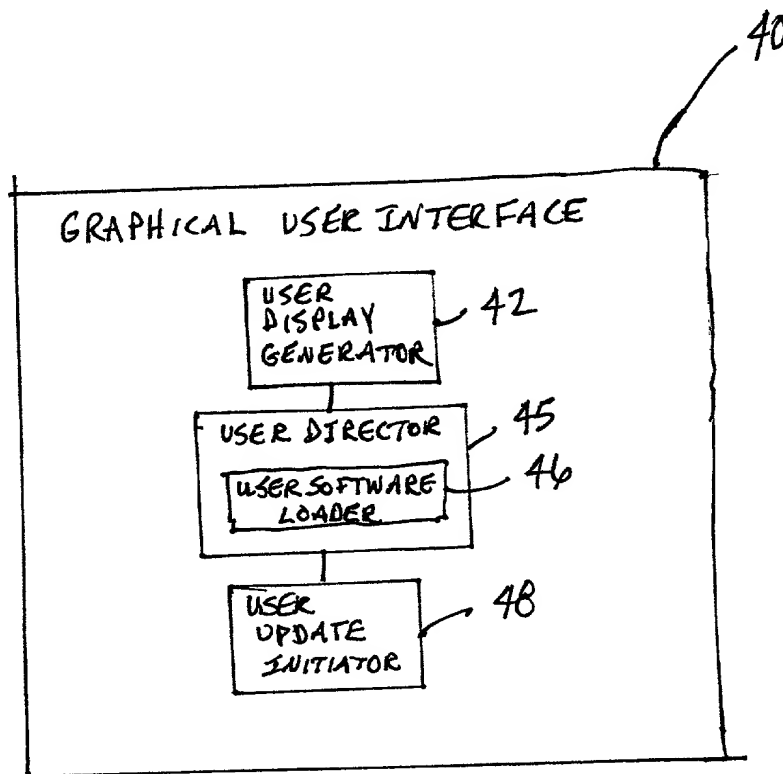 40
GRAPHICAL USER INTERFACE
USER
DISPLAY
GENERATOR
42
USER DIRECTOR
45
USER SOFTWARE
LOADER
46
USER
UPDATE
INITIATOR
48